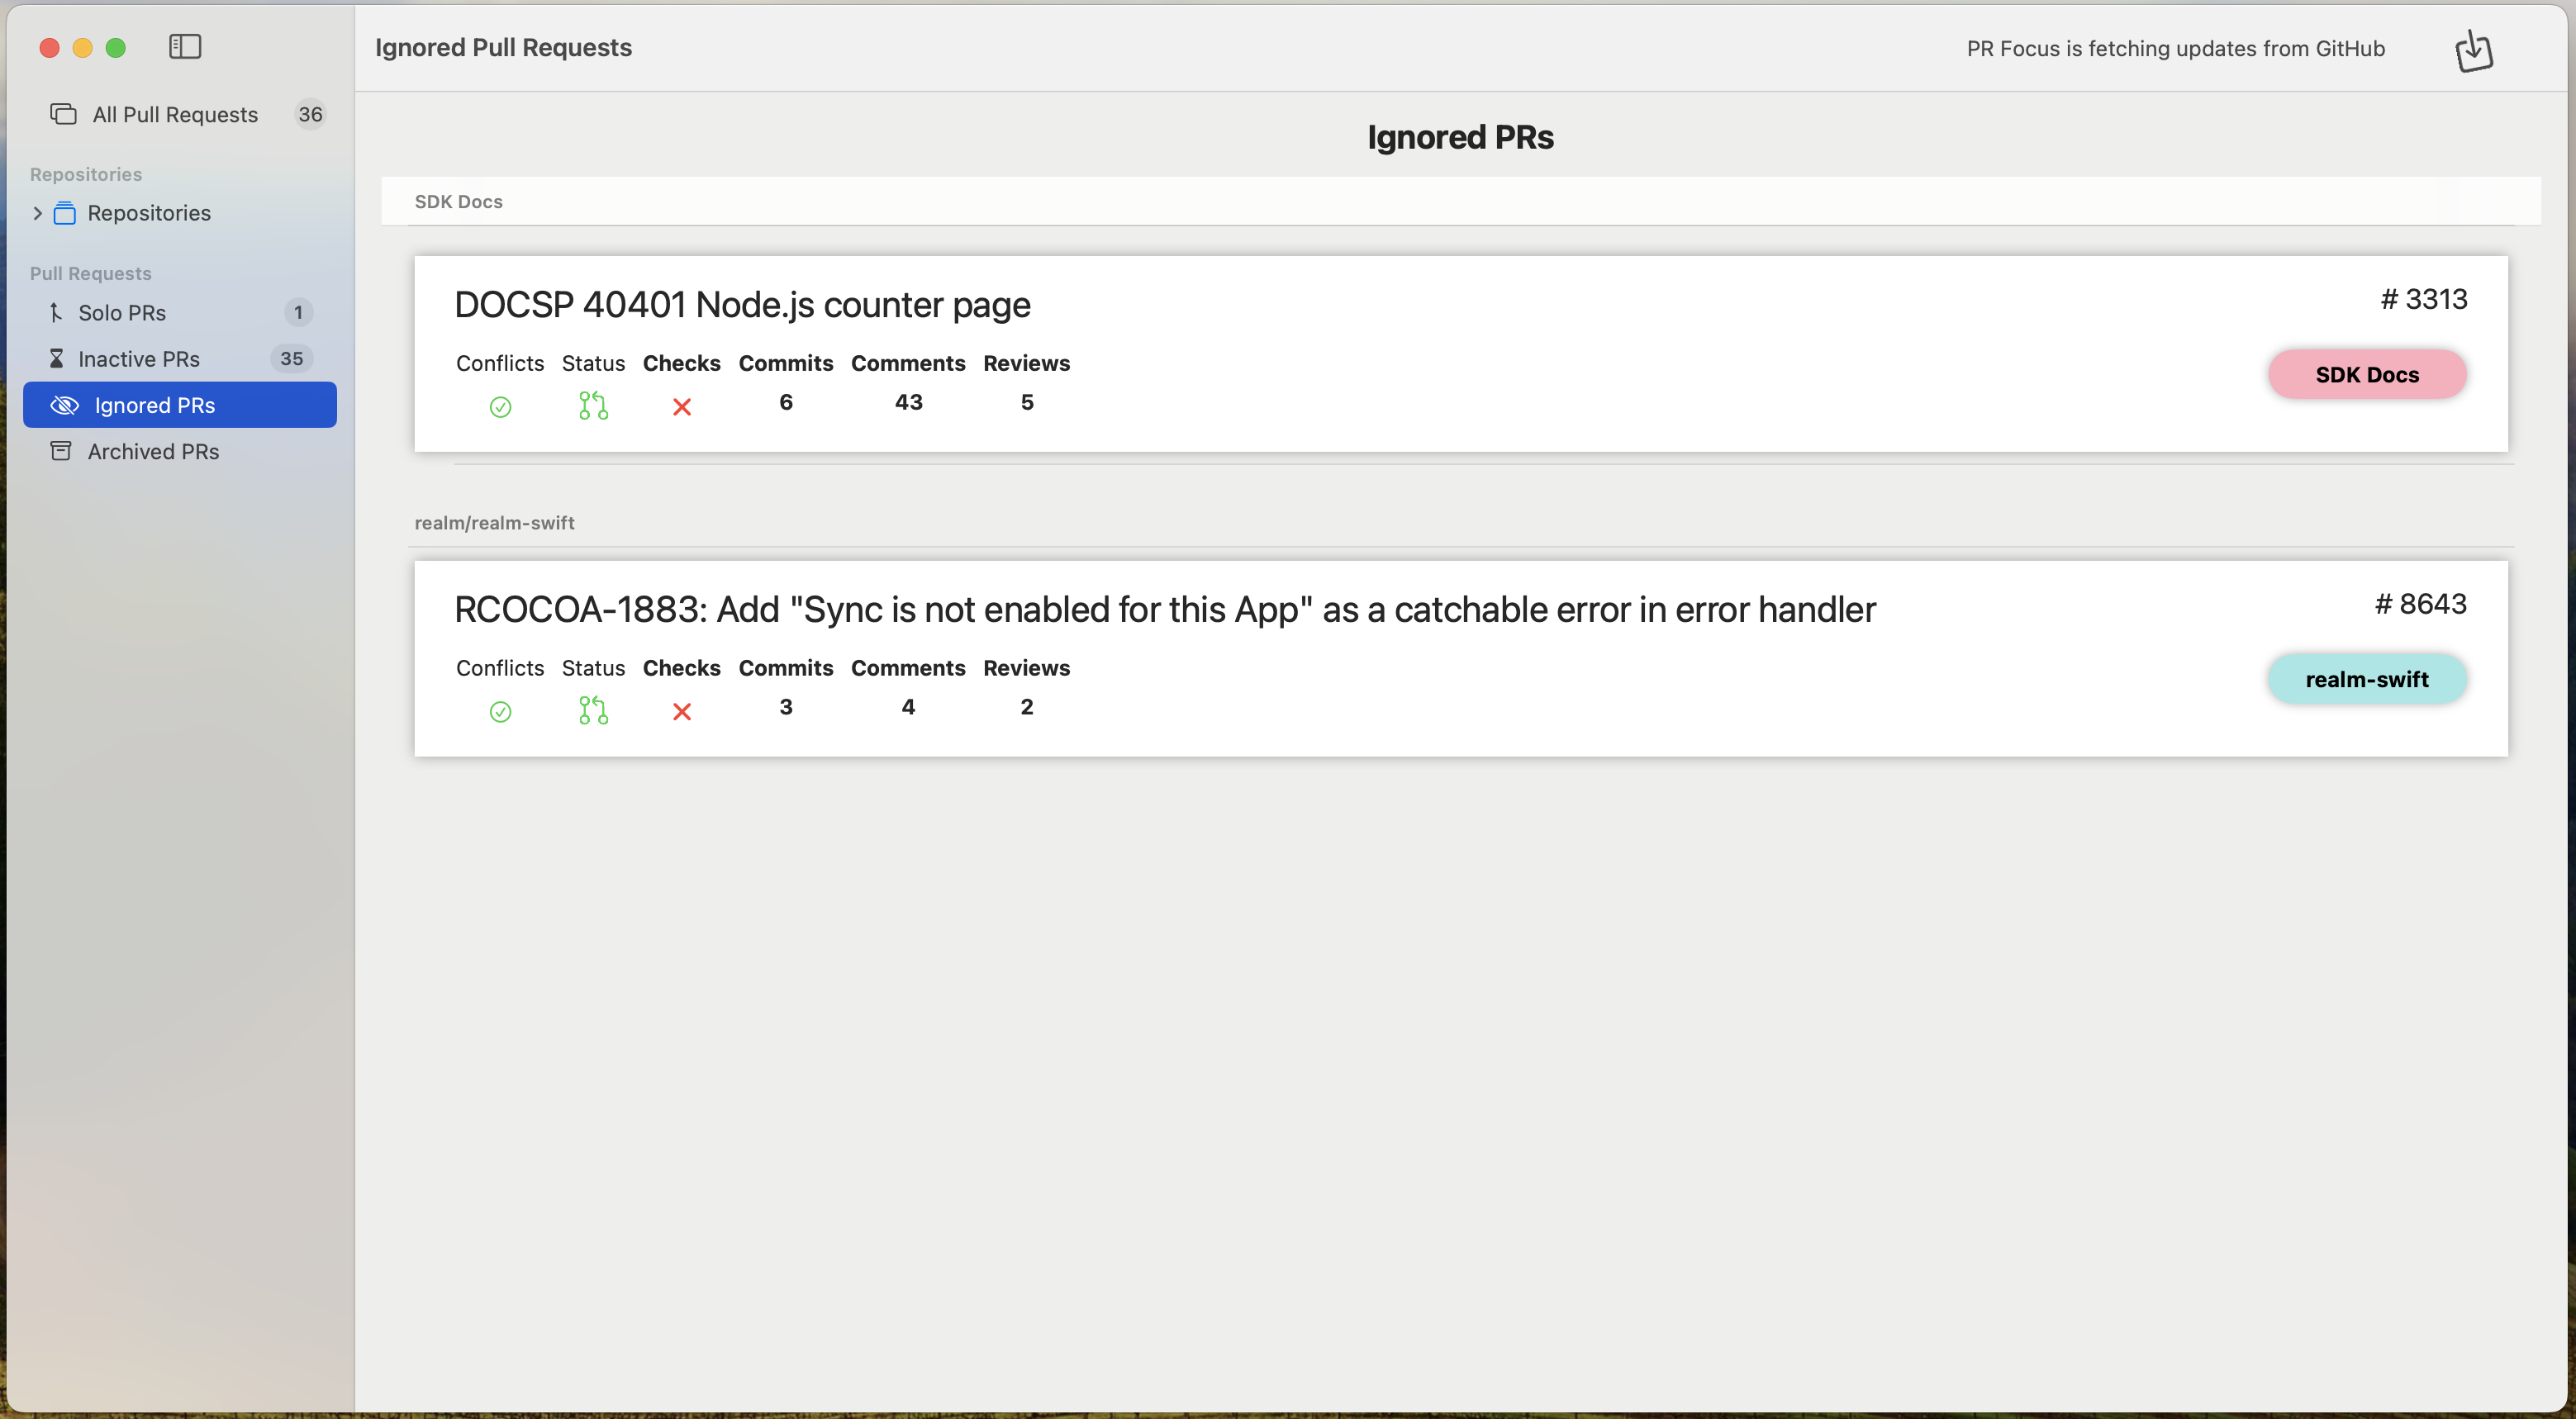 Ignored Pull Requests
PR Focus is fetching updates from GitHub
All Pull Requests 36
Repositories
Repositories
Pull Requests
Solo PRs 1
Inactive PRs 35
Ignored PRs
Archived PRs
Ignored PRs
SDK Docs
DOCSP 40401 Node.js counter page
# 3313
Conflicts Status Checks Commits Comments Reviews
6 43 5
SDK Docs
realm/realm-swift
RCOCOA-1883: Add "Sync is not enabled for this App" as a catchable error in error handler
# 8643
Conflicts Status Checks Commits Comments Reviews
3 4 2
realm-swift